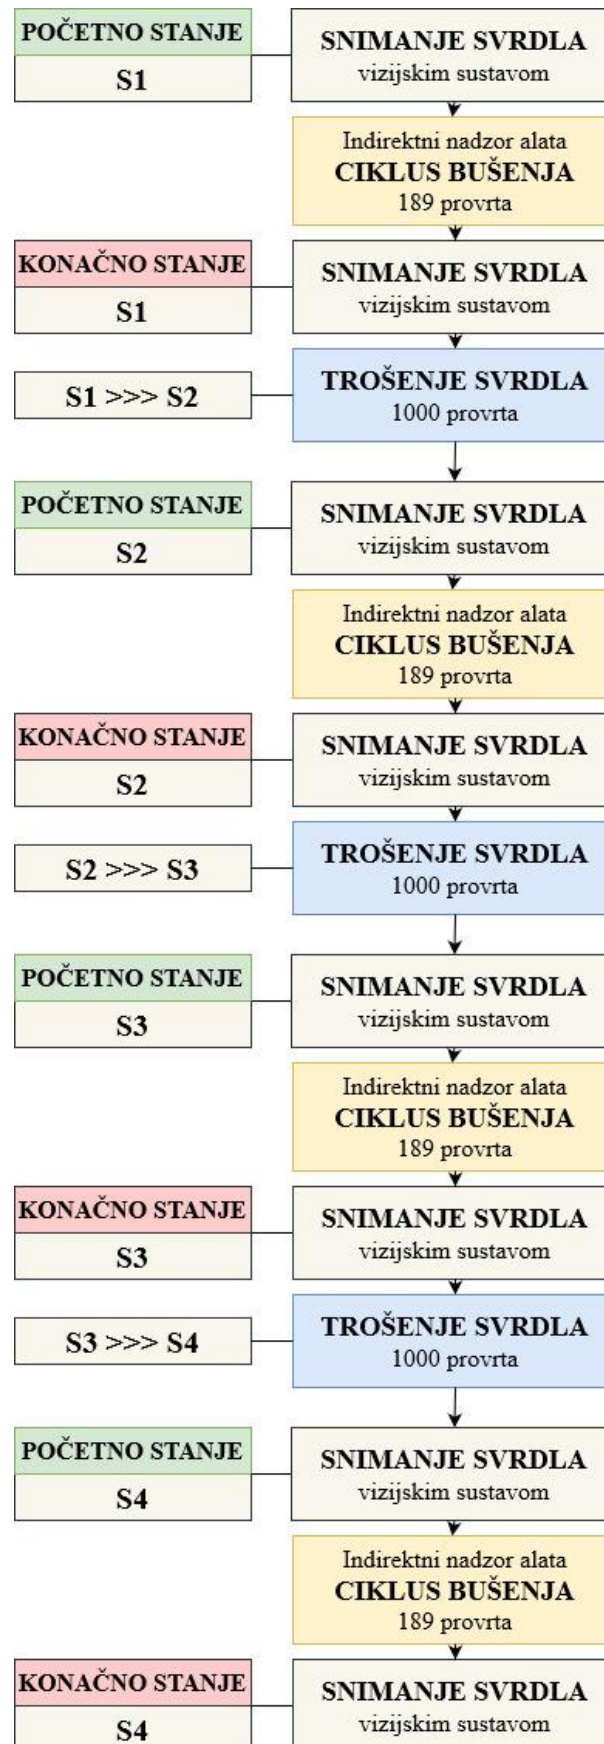 POČETNO STANJE
S1
SNIMANJE SVRDLA
vizijskim sustavom
Indirektni nadzor alata
CIKLUS BUŠENJA
189 provrta
KONAČNO STANJE
S1
SNIMANJE SVRDLA
vizijskim sustavom
S1 >>> S2
TROŠENJE SVRDLA
1000 provrta
POČETNO STANJE
S2
SNIMANJE SVRDLA
vizijskim sustavom
Indirektni nadzor alata
CIKLUS BUŠENJA
189 provrta
KONAČNO STANJE
S2
SNIMANJE SVRDLA
vizijskim sustavom
S2 >>> S3
TROŠENJE SVRDLA
1000 provrta
POČETNO STANJE
S3
SNIMANJE SVRDLA
vizijskim sustavom
Indirektni nadzor alata
CIKLUS BUŠENJA
189 provrta
KONAČNO STANJE
S3
SNIMANJE SVRDLA
vizijskim sustavom
S3 >>> S4
TROŠENJE SVRDLA
1000 provrta
POČETNO STANJE
S4
SNIMANJE SVRDLA
vizijskim sustavom
Indirektni nadzor alata
CIKLUS BUŠENJA
189 provrta
KONAČNO STANJE
S4
SNIMANJE SVRDLA
vizijskim sustavom